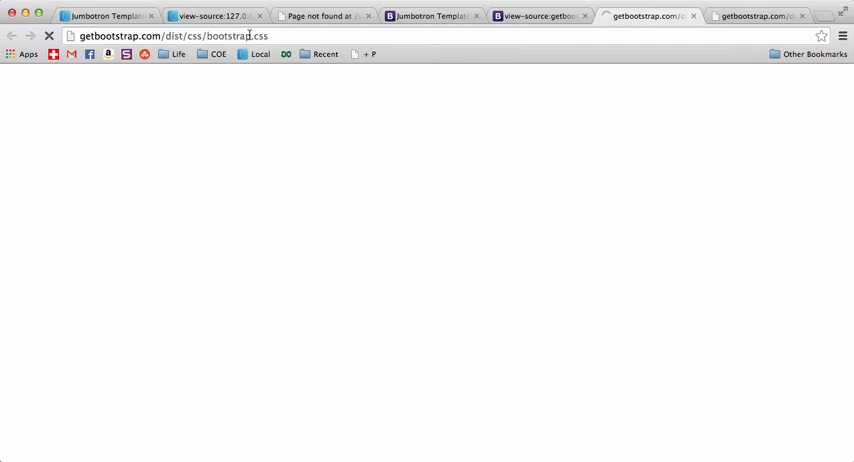 Jumbotron Templat
view-source:127.0.
Page not found at /
Jumbotron Templat
view-source:getboo
getbootstrap.com/d
getbootstrap.com/d
getbootstrap.com/dist/css/bootstrap.css
Apps
Life
COE
Local
Recent
+ P
Other Bookmarks